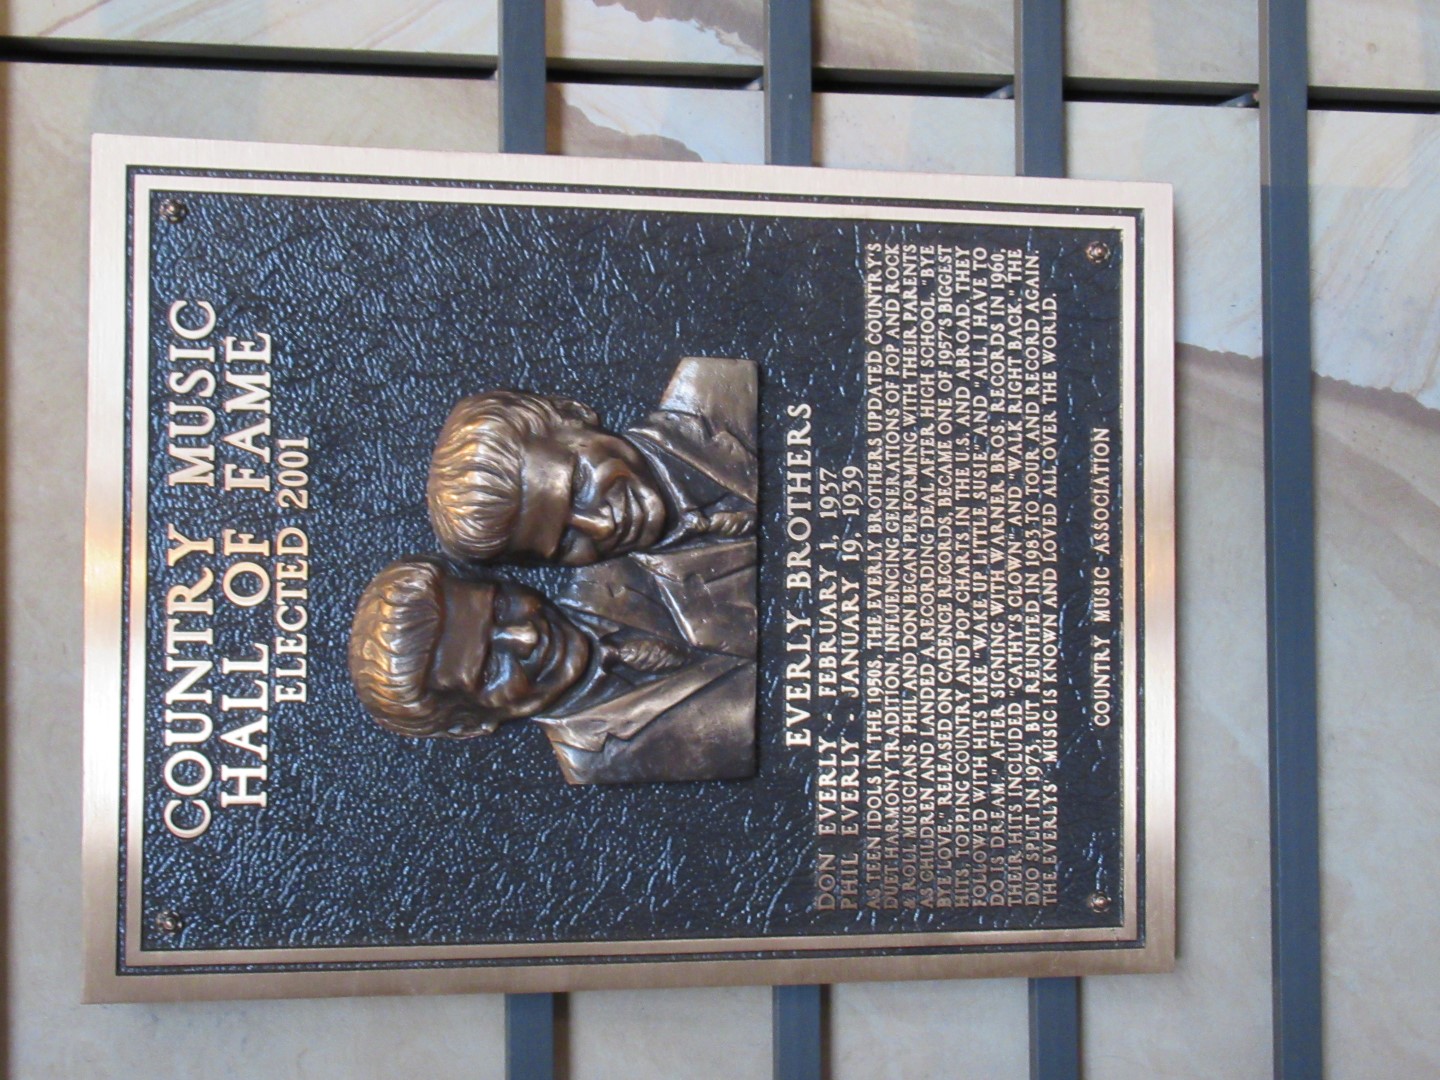 COUNTRY MUSIC
HALL OF FAME
ELECTED 2001
EVERLY BROTHERS
DON EVERLY - FEBRUARY 1, 1937
PHIL EVERLY - JANUARY 19, 1939
AS TEEN IDOLS IN THE 1950S, THE EVERLY BROTHERS UPDATED COUNTRY'S
DUET HARMONY TRADITION, INFLUENCING GENERATIONS OF POP AND ROCK
& ROLL MUSICIANS. PHIL AND DON BEGAN PERFORMING WITH THEIR PARENTS
AS CHILDREN AND LANDED A RECORDING DEAL AFTER HIGH SCHOOL. "BYE
BYE LOVE," RELEASED ON CADENCE RECORDS, BECAME ONE OF 1957'S BIGGEST
HITS, TOPPING COUNTRY AND POP CHARTS IN THE U.S. AND ABROAD. THEY
FOLLOWED WITH HITS LIKE "WAKE UP LITTLE SUSIE" AND "ALL I HAVE TO
DO IS DREAM." AFTER SIGNING WITH WARNER BROS. RECORDS IN 1960,
THEIR HITS INCLUDED "CATHY'S CLOWN" AND "WALK RIGHT BACK." THE
DUO SPLIT IN 1973, BUT REUNITED IN 1983 TO TOUR AND RECORD AGAIN.
THE EVERLYS' MUSIC IS KNOWN AND LOVED ALL OVER THE WORLD.
COUNTRY MUSIC ASSOCIATION